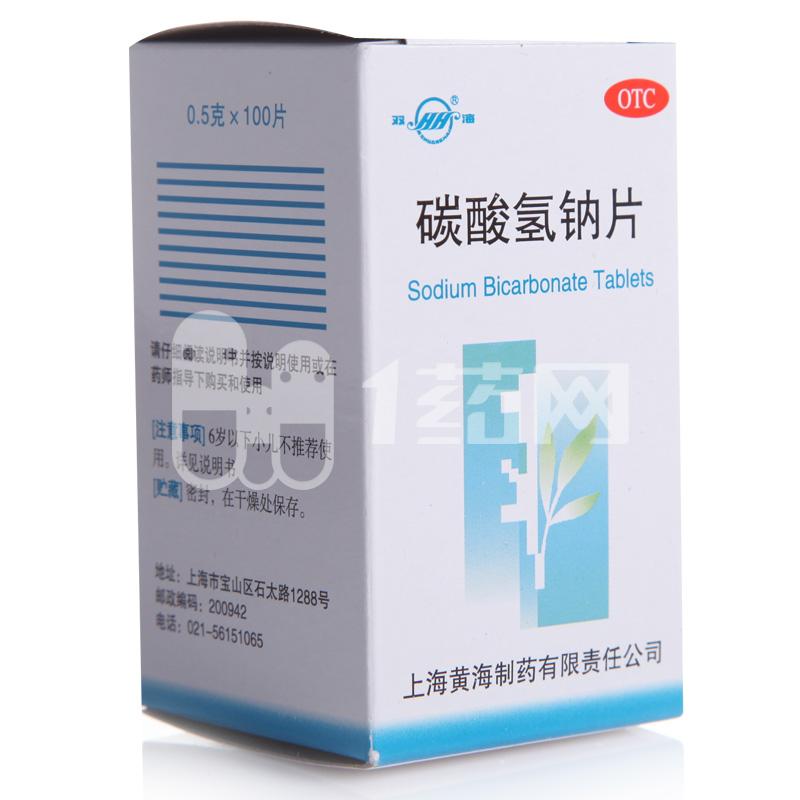 0.5克×100片
请仔细阅读说明书并按说明使用或在
药师指导下购买和使用
[注意事项] 6岁以下小儿不推荐使
用。详见说明书
[贮藏] 密封，在干燥处保存。
地址：上海市宝山区石太路1288号
邮政编码：200942
电话：021-56151065
双 HH 海 ®
OTC
碳酸氢钠片
Sodium Bicarbonate Tablets
1药网
上海黄海制药有限责任公司